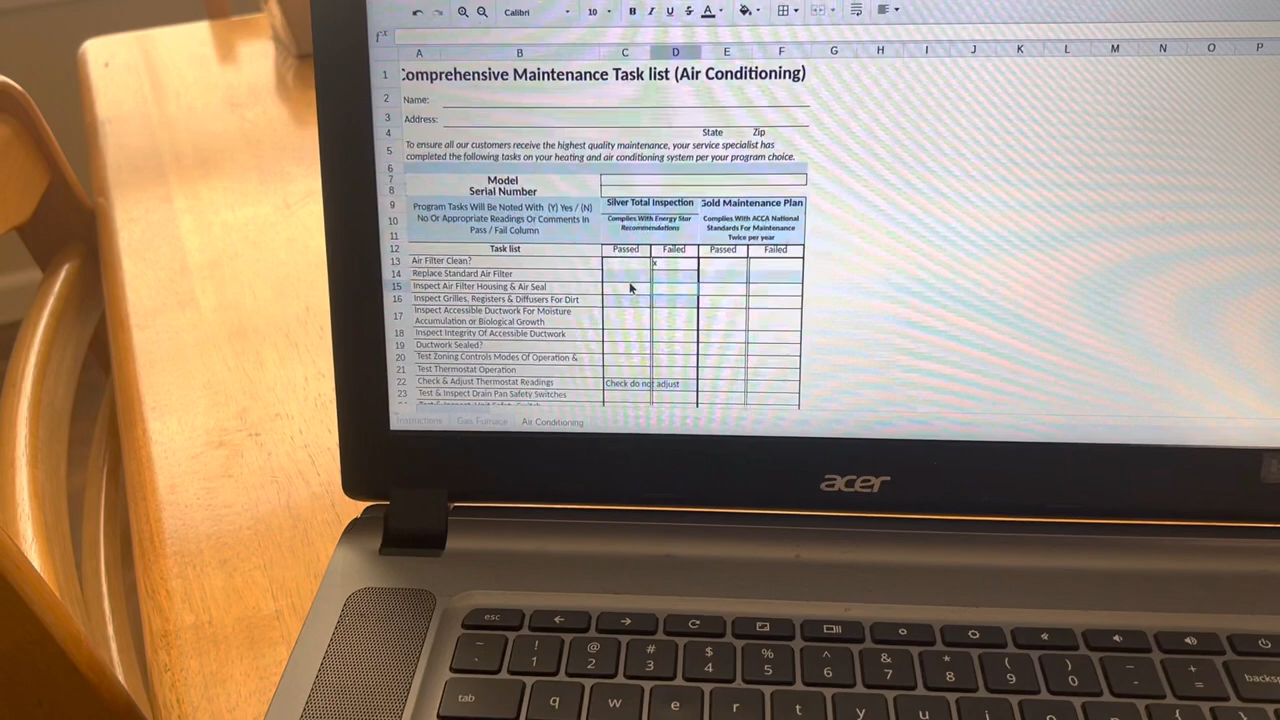 Calibri
10
B I U S A
fx
A B C D E F G H I J K L M N O P
1 Comprehensive Maintenance Task list (Air Conditioning)
2 Name:
3 Address:
4 State Zip
5 To ensure all our customers receive the highest quality maintenance, your service specialist has
completed the following tasks on your heating and air conditioning system per your program choice.
6
7 Model
8 Serial Number
9 Program Tasks Will Be Noted With (Y) Yes / (N)
10 No Or Appropriate Readings Or Comments In
11 Pass / Fail Column
Silver Total Inspection
Complies With Energy Star
Recommendations
Gold Maintenance Plan
Complies With ACCA National
Standards For Maintenance
Twice per year
12 Task list Passed Failed Passed Failed
13 Air Filter Clean? x
14 Replace Standard Air Filter
15 Inspect Air Filter Housing & Air Seal
16 Inspect Grilles, Registers & Diffusers For Dirt
17 Inspect Accessible Ductwork For Moisture
Accumulation or Biological Growth
18 Inspect Integrity Of Accessible Ductwork
19 Ductwork Sealed?
20 Test Zoning Controls Modes Of Operation &
21 Test Thermostat Operation
22 Check & Adjust Thermostat Readings Check do not adjust
23 Test & Inspect Drain Pan Safety Switches
Instructions Gas Furnace Air Conditioning
acer
esc
! @ # $ % ^ & * ( ) _ +
1 2 3 4 5 6 7 8 9 0 - =
backsp
tab q w e r t y u i o p